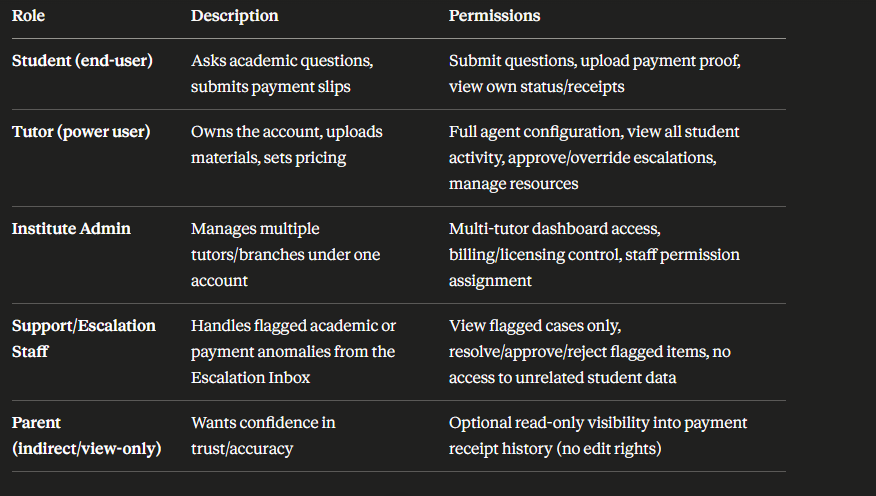 Role Description Permissions
Student (end-user) Asks academic questions, Submit questions, upload payment proof,
submits payment slips view own status/receipts
Tutor (power user) Owns the account, uploads Full agent configuration, view all student
materials, sets pricing activity, approve/override escalations,
manage resources
Institute Admin Manages multiple Multi-tutor dashboard access,
tutors/branches under one billing/licensing control, staff permission
account assignment
Support/Escalation Handles flagged academic or View flagged cases only,
Staff payment anomalies from the resolve/approve/reject flagged items, no
Escalation Inbox access to unrelated student data
Parent Wants confidence in Optional read-only visibility into payment
(indirect/view-only) trust/accuracy receipt history (no edit rights)